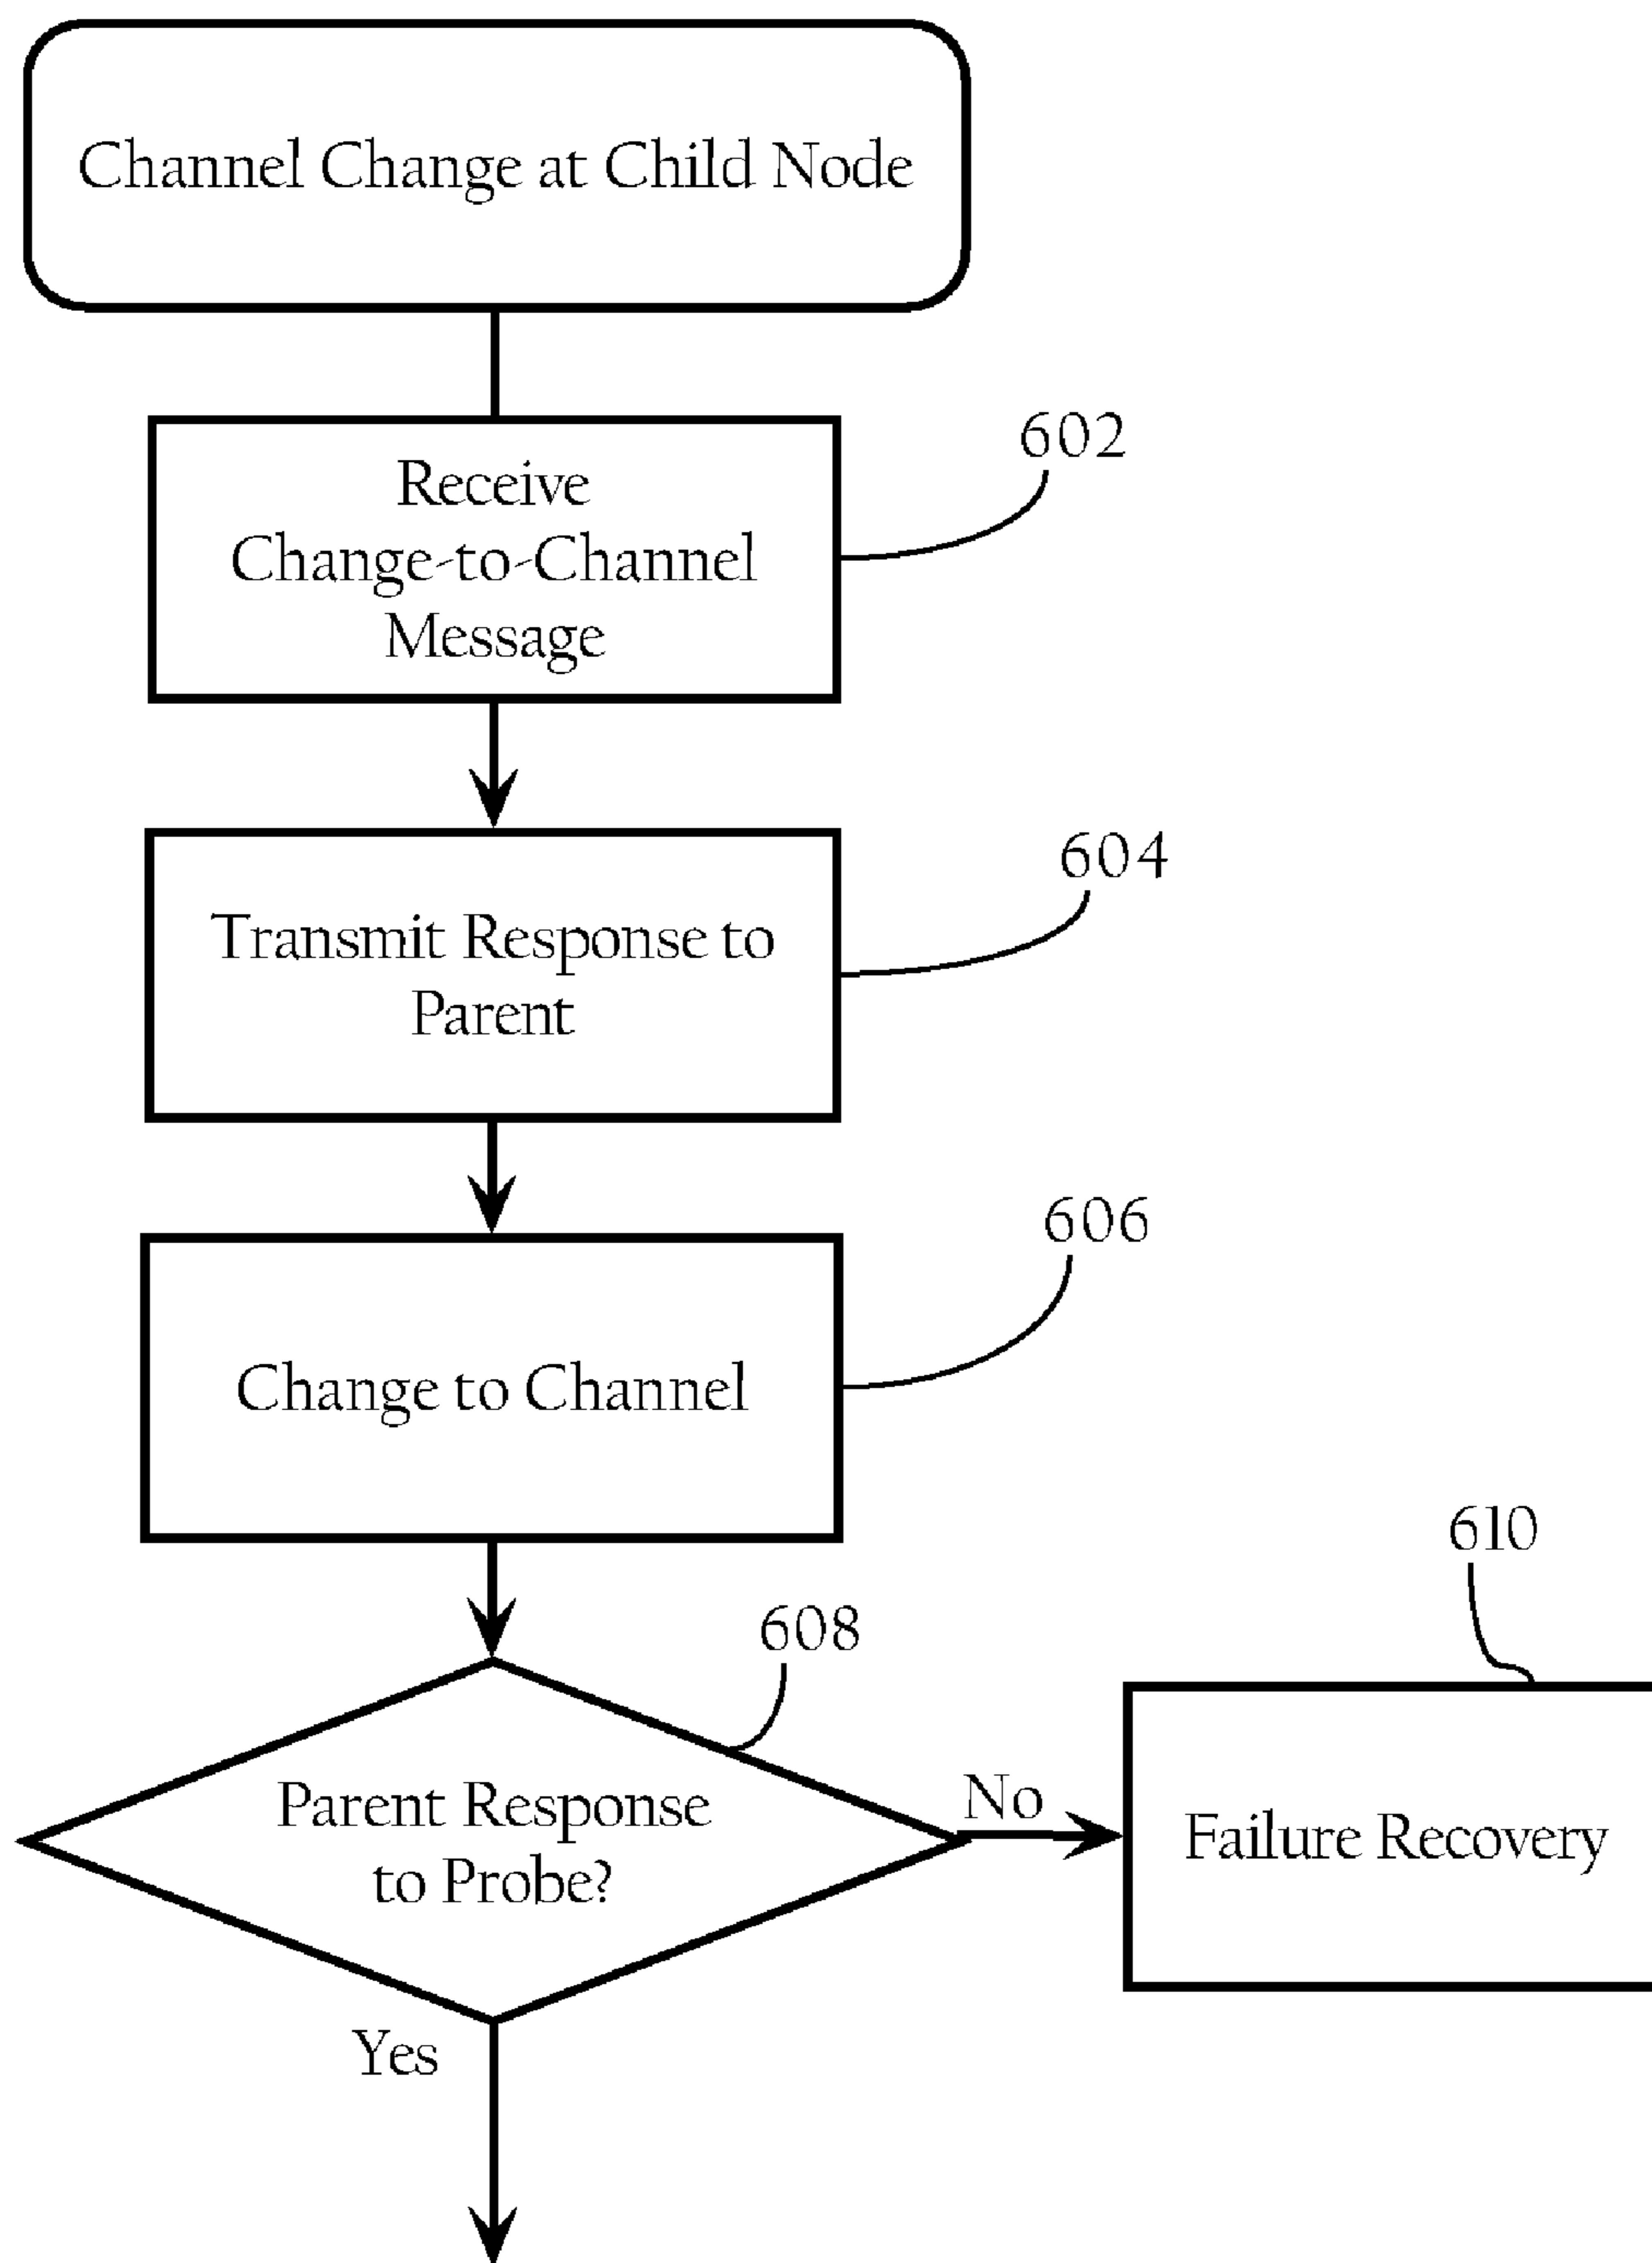 Channel Change at Child Node
602
Receive
Change-to-Channel
Message
604
Transmit Response to
Parent
606
Change to Channel
610
608
No
Parent Response
to Probe?
Failure Recovery
Yes